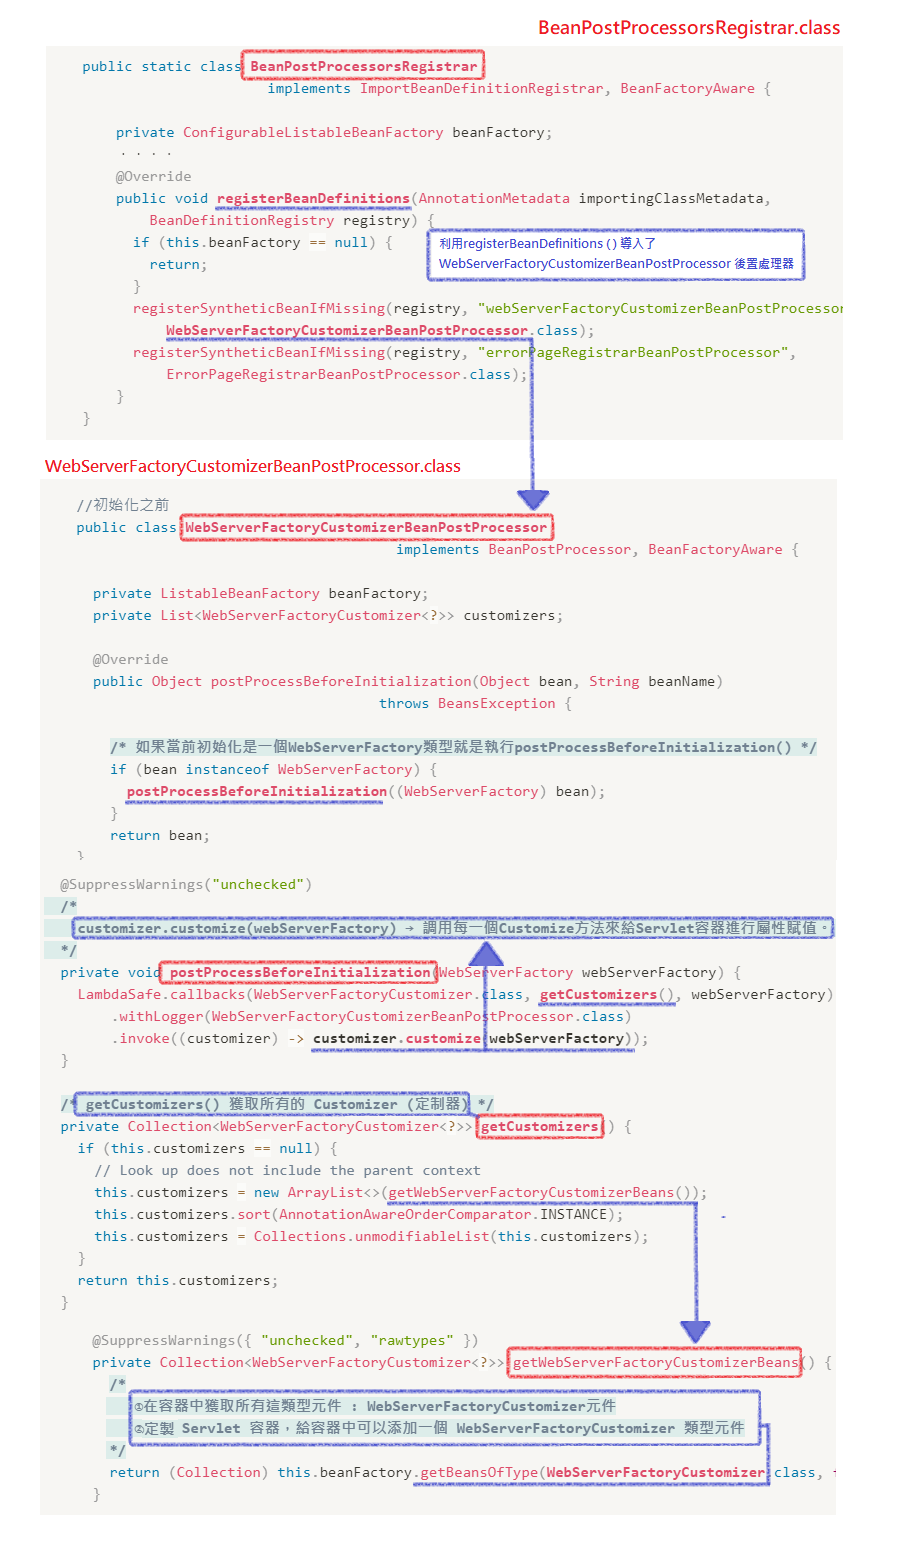 BeanPostProcessorsRegistrar.class
public static class BeanPostProcessorsRegistrar
implements ImportBeanDefinitionRegistrar, BeanFactoryAware {
private ConfigurableListableBeanFactory beanFactory;
. . . .
@Override
public void registerBeanDefinitions(AnnotationMetadata importingClassMetadata,
BeanDefinitionRegistry registry) {
if (this.beanFactory == null) {
利用registerBeanDefinitions ( ) 導入了
return;
WebServerFactoryCustomizerBeanPostProcessor 後置處理器
}
registerSyntheticBeanIfMissing(registry, "webServerFactoryCustomizerBeanPostProcessor
WebServerFactoryCustomizerBeanPostProcessor.class);
registerSyntheticBeanIfMissing(registry, "errorPageRegistrarBeanPostProcessor",
ErrorPageRegistrarBeanPostProcessor.class);
}
}
WebServerFactoryCustomizerBeanPostProcessor.class
//初始化之前
public class WebServerFactoryCustomizerBeanPostProcessor
implements BeanPostProcessor, BeanFactoryAware {
private ListableBeanFactory beanFactory;
private List<WebServerFactoryCustomizer<?>> customizers;
@Override
public Object postProcessBeforeInitialization(Object bean, String beanName)
throws BeansException {
/* 如果當前初始化是一個WebServerFactory類型就是執行postProcessBeforeInitialization() */
if (bean instanceof WebServerFactory) {
postProcessBeforeInitialization((WebServerFactory) bean);
}
return bean;
}
@SuppressWarnings("unchecked")
/*
customizer.customize(webServerFactory) → 調用每一個Customize方法來給Servlet容器進行屬性賦值。
*/
private void postProcessBeforeInitialization(WebServerFactory webServerFactory) {
LambdaSafe.callbacks(WebServerFactoryCustomizer.class, getCustomizers(), webServerFactory)
.withLogger(WebServerFactoryCustomizerBeanPostProcessor.class)
.invoke((customizer) -> customizer.customize(webServerFactory));
}
/* getCustomizers() 獲取所有的 Customizer (定制器) */
private Collection<WebServerFactoryCustomizer<?>> getCustomizers() {
if (this.customizers == null) {
// Look up does not include the parent context
this.customizers = new ArrayList<>(getWebServerFactoryCustomizerBeans());
this.customizers.sort(AnnotationAwareOrderComparator.INSTANCE);
this.customizers = Collections.unmodifiableList(this.customizers);
}
return this.customizers;
}
@SuppressWarnings({ "unchecked", "rawtypes" })
private Collection<WebServerFactoryCustomizer<?>> getWebServerFactoryCustomizerBeans() {
/*
①在容器中獲取所有這類型元件 : WebServerFactoryCustomizer元件
②定製 Servlet 容器，給容器中可以添加一個 WebServerFactoryCustomizer 類型元件
*/
return (Collection) this.beanFactory.getBeansOfType(WebServerFactoryCustomizer.class,
}